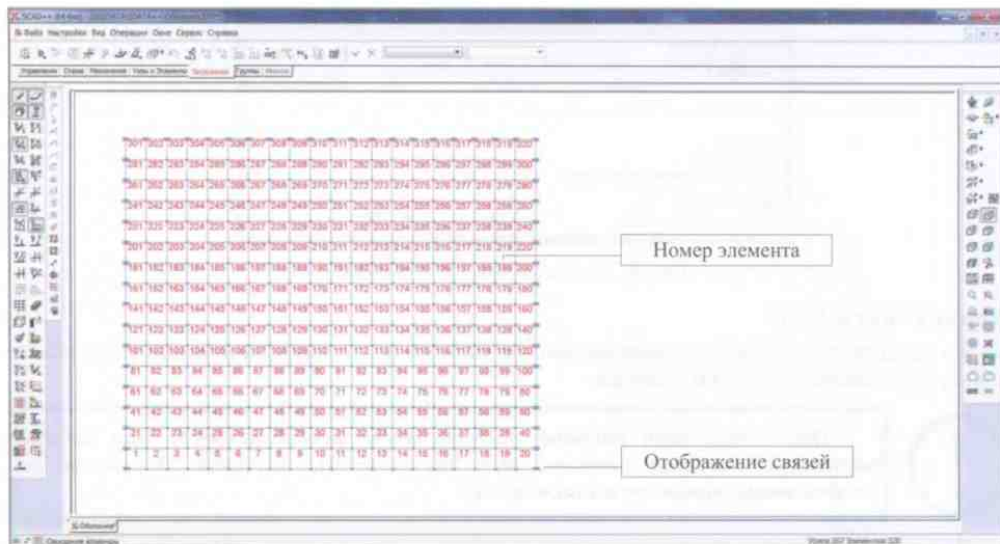 Файл Настройки Вид Операции Окно Сервис Справка
Управление Схема Назначения Узлы и Элементы Загружения Группы
301 302 303 304 305 306 307 308 309 310 311 312 313 314 315 316 317 318 319 320
281 282 283 284 285 286 287 288 289 290 291 292 293 294 295 296 297 298 299 300
261 262 263 264 265 266 267 268 269 270 271 272 273 274 275 276 277 278 279 280
241 242 243 244 245 246 247 248 249 250 251 252 253 254 255 256 257 258 259 260
221 222 223 224 225 226 227 228 229 230 231 232 233 234 235 236 237 238 239 240
201 202 203 204 205 206 207 208 209 210 211 212 213 214 215 216 217 218 219 220
Номер элемента
181 182 183 184 185 186 187 188 189 190 191 192 193 194 195 196 197 198 199 200
161 162 163 164 165 166 167 168 169 170 171 172 173 174 175 176 177 178 179 180
141 142 143 144 145 146 147 148 149 150 151 152 153 154 155 156 157 158 159 160
121 122 123 124 125 126 127 128 129 130 131 132 133 134 135 136 137 138 139 140
101 102 103 104 105 106 107 108 109 110 111 112 113 114 115 116 117 118 119 120
81 82 83 84 85 86 87 88 89 90 91 92 93 94 95 96 97 98 99 100
61 62 63 64 65 66 67 68 69 70 71 72 73 74 75 76 77 78 79 80
41 42 43 44 45 46 47 48 49 50 51 52 53 54 55 56 57 58 59 60
21 22 23 24 25 26 27 28 29 30 31 32 33 34 35 36 37 38 39 40
1 2 3 4 5 6 7 8 9 10 11 12 13 14 15 16 17 18 19 20
Отображение связей